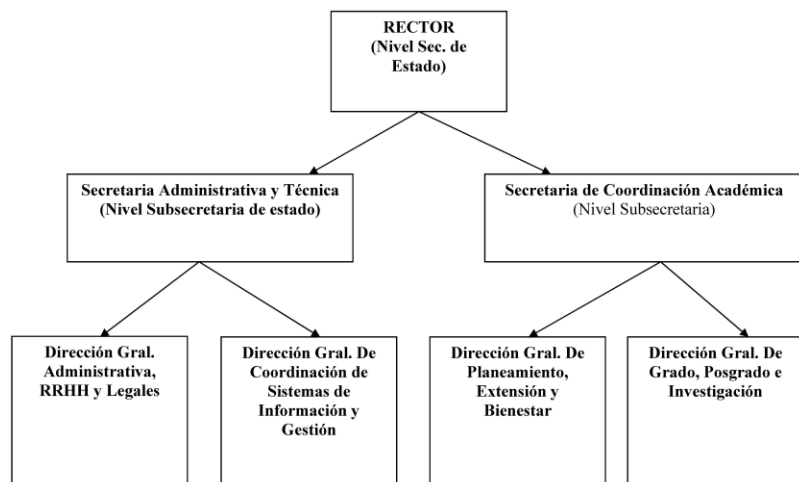 RECTOR
(Nivel Sec. de
Estado)
Secretaria Administrativa y Técnica
(Nivel Subsecretaria de estado)
Secretaria de Coordinación Académica
(Nivel Subsecretaria)
Dirección Gral.
Administrativa,
RRHH y Legales
Dirección Gral. De
Coordinación de
Sistemas de
Información y
Gestión
Dirección Gral. De
Planeamiento,
Extensión y
Bienestar
Dirección Gral. De
Grado, Posgrado e
Investigación